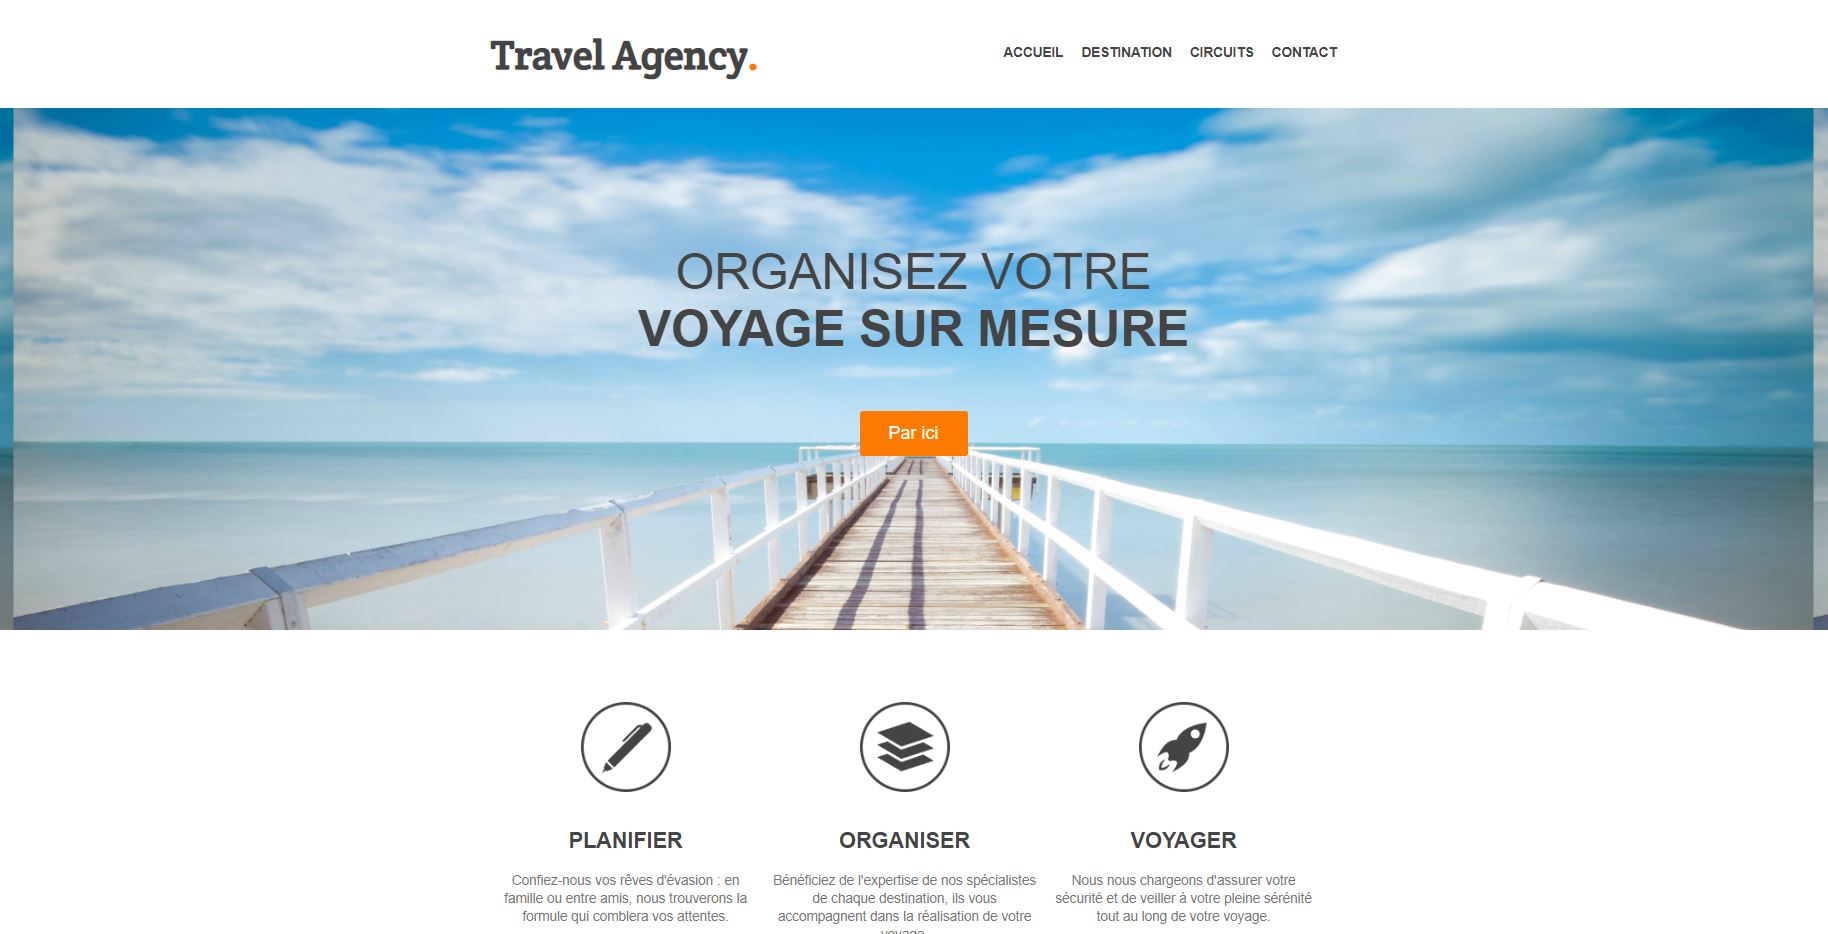 Travel Agency.
ACCUEIL DESTINATION CIRCUITS CONTACT
ORGANISEZ VOTRE
VOYAGE SUR MESURE
Par ici
PLANIFIER
Confiez-nous vos rêves d'évasion : en
famille ou entre amis, nous trouverons la
formule qui comblera vos attentes.
ORGANISER
Bénéficiez de l'expertise de nos spécialistes
de chaque destination, ils vous
accompagnent dans la réalisation de votre
voyage.
VOYAGER
Nous nous chargeons d'assurer votre
sécurité et de veiller à votre pleine sérénité
tout au long de votre voyage.